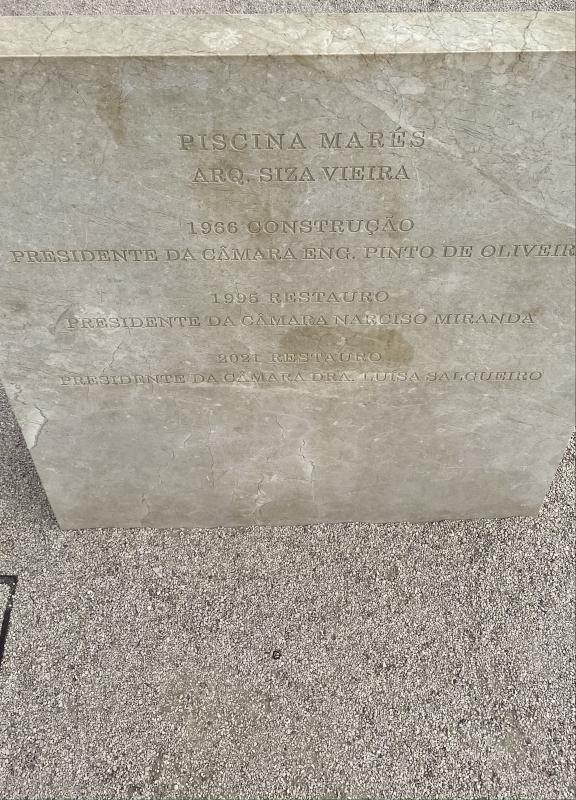 PISCINA MARÉS
ARQ. SIZA VIEIRA
1966 CONSTRUÇÃO
PRESIDENTE DA CÂMARA ENG. PINTO DE OLIVEIR
1995 RESTAURO
PRESIDENTE DA CÂMARA NARCISO MIRANDA
2021 RESTAURO
PRESIDENTE DA CÂMARA DRA. LUÍSA SALGUEIRO